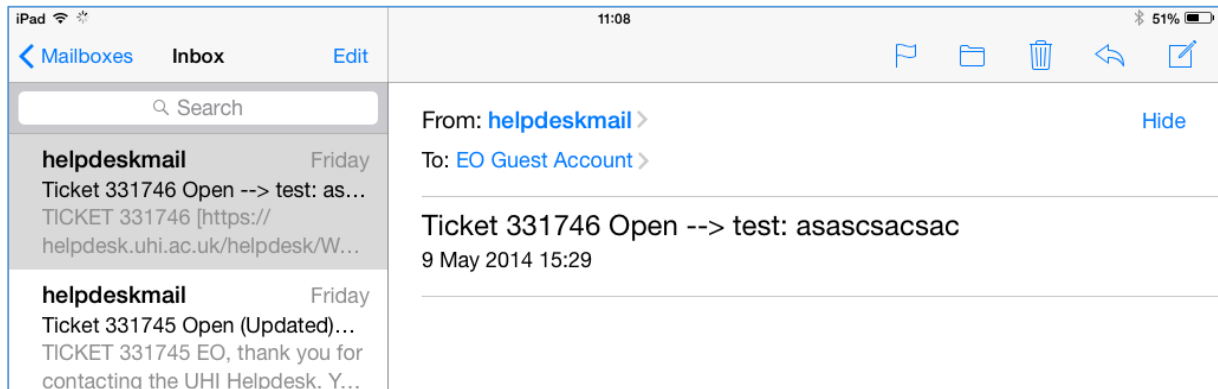 iPad 11:08 51%
Mailboxes Inbox Edit
Search
helpdeskmail Friday
Ticket 331746 Open --> test: as...
TICKET 331746 [https://
helpdesk.uhi.ac.uk/helpdesk/W...
helpdeskmail Friday
Ticket 331745 Open (Updated)...
TICKET 331745 EO, thank you for
contacting the UHI Helpdesk. Y...
From: helpdeskmail Hide
To: EO Guest Account
Ticket 331746 Open --> test: asascsacsac
9 May 2014 15:29